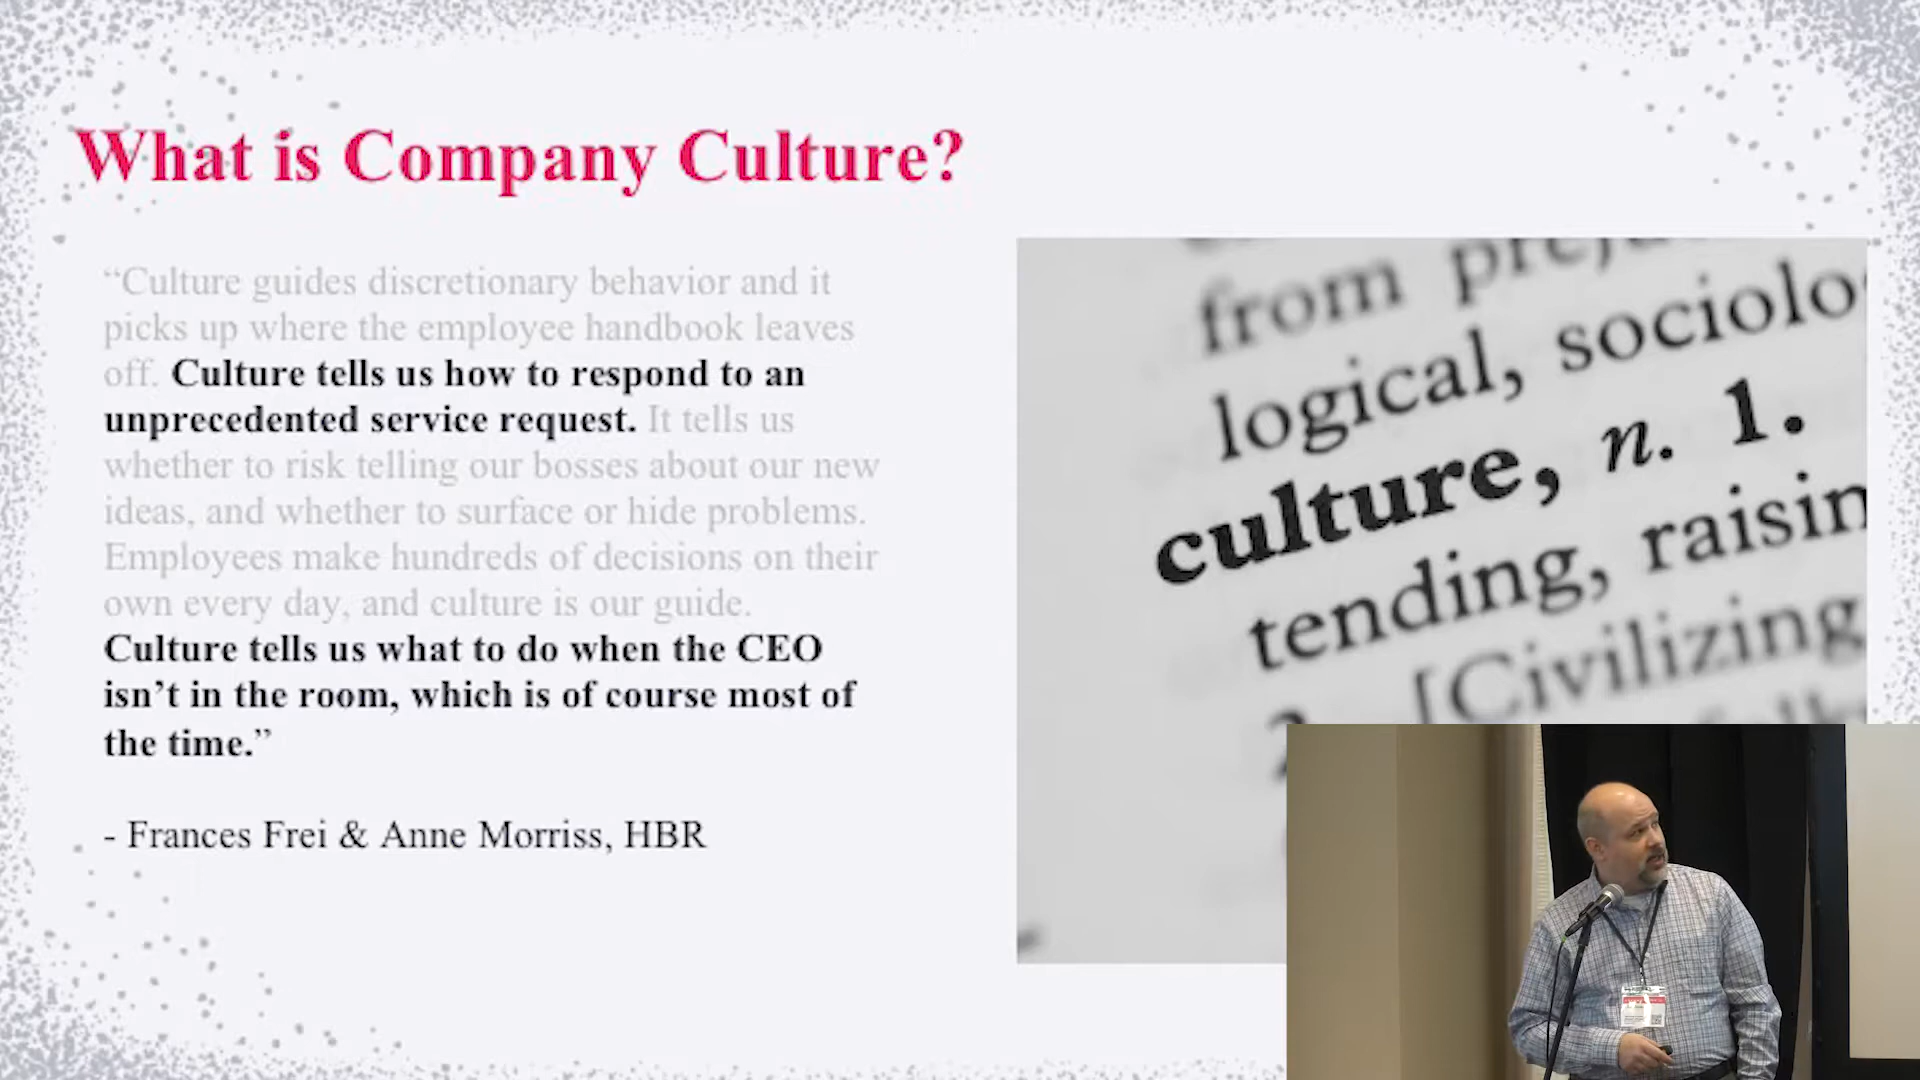 What is Company Culture?
“Culture guides discretionary behavior and it
picks up where the employee handbook leaves
off. Culture tells us how to respond to an
unprecedented service request. It tells us
whether to risk telling our bosses about our new
ideas, and whether to surface or hide problems.
Employees make hundreds of decisions on their
own every day, and culture is our guide.
Culture tells us what to do when the CEO
isn’t in the room, which is of course most of
the time.”
- Frances Frei & Anne Morriss, HBR
from
logical, sociolo
culture, n. 1.
tending, raisin
2. [Civilizing